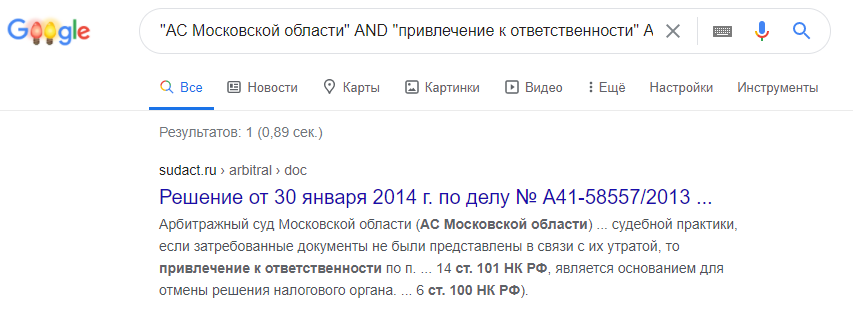 Google
"АС Московской области" AND "привлечение к ответственности" A
Все Новости Карты Картинки Видео Ещё Настройки Инструменты
Результатов: 1 (0,89 сек.)
sudact.ru › arbitral › doc
Решение от 30 января 2014 г. по делу № А41-58557/2013 ...
Арбитражный суд Московской области (АС Московской области) ... судебной практики,
если затребованные документы не были представлены в связи с их утратой, то
привлечение к ответственности по п. ... 14 ст. 101 НК РФ, является основанием для
отмены решения налогового органа. ... 6 ст. 100 НК РФ).